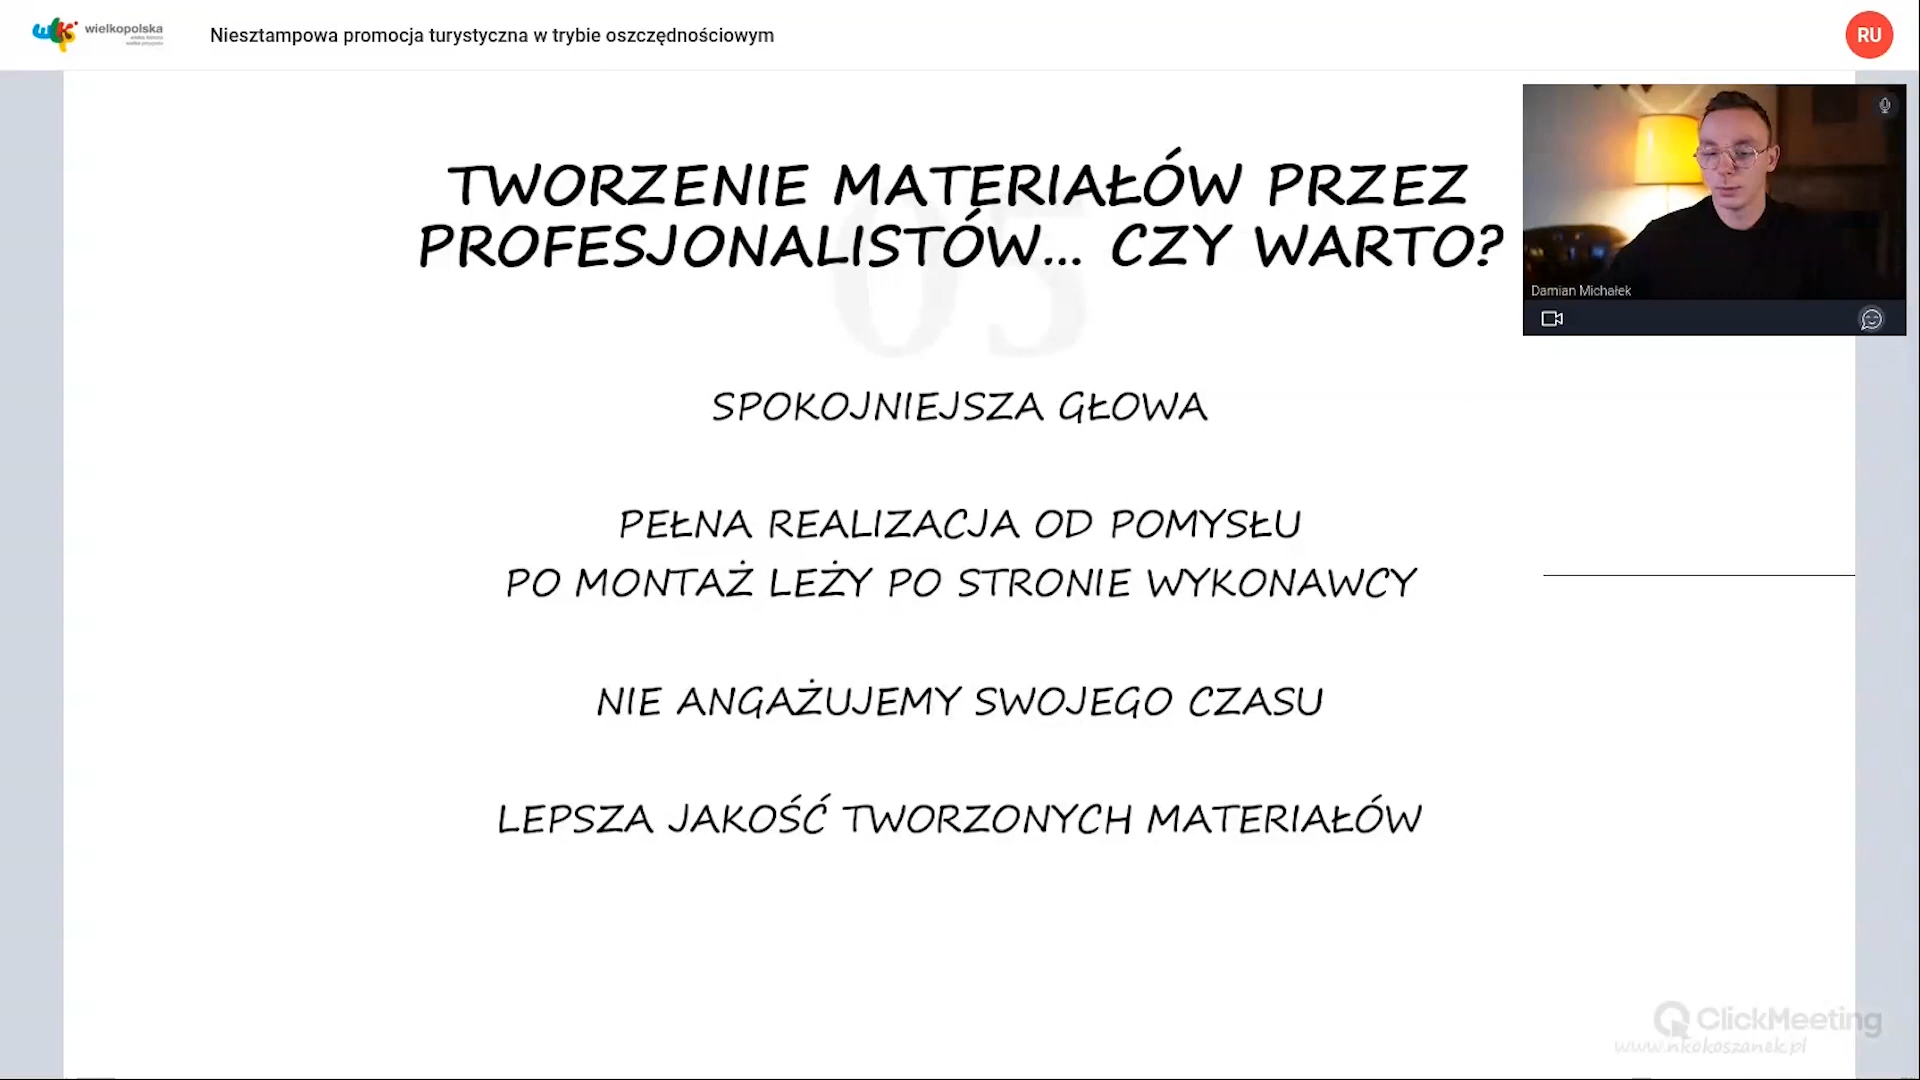 wielkopolska
Niesztampowa promocja turystyczna w trybie oszczędnościowym
RU
05
TWORZENIE MATERIAŁÓW PRZEZ
PROFESJONALISTÓW... CZY WARTO?
Damian Michałek
SPOKOJNIEJSZA GŁOWA
PEŁNA REALIZACJA OD POMYSŁU
PO MONTAŻ LEŻY PO STRONIE WYKONAWCY
NIE ANGAŻUJEMY SWOJEGO CZASU
LEPSZA JAKOŚĆ TWORZONYCH MATERIAŁÓW
ClickMeeting
www.nkokoszanek.pl